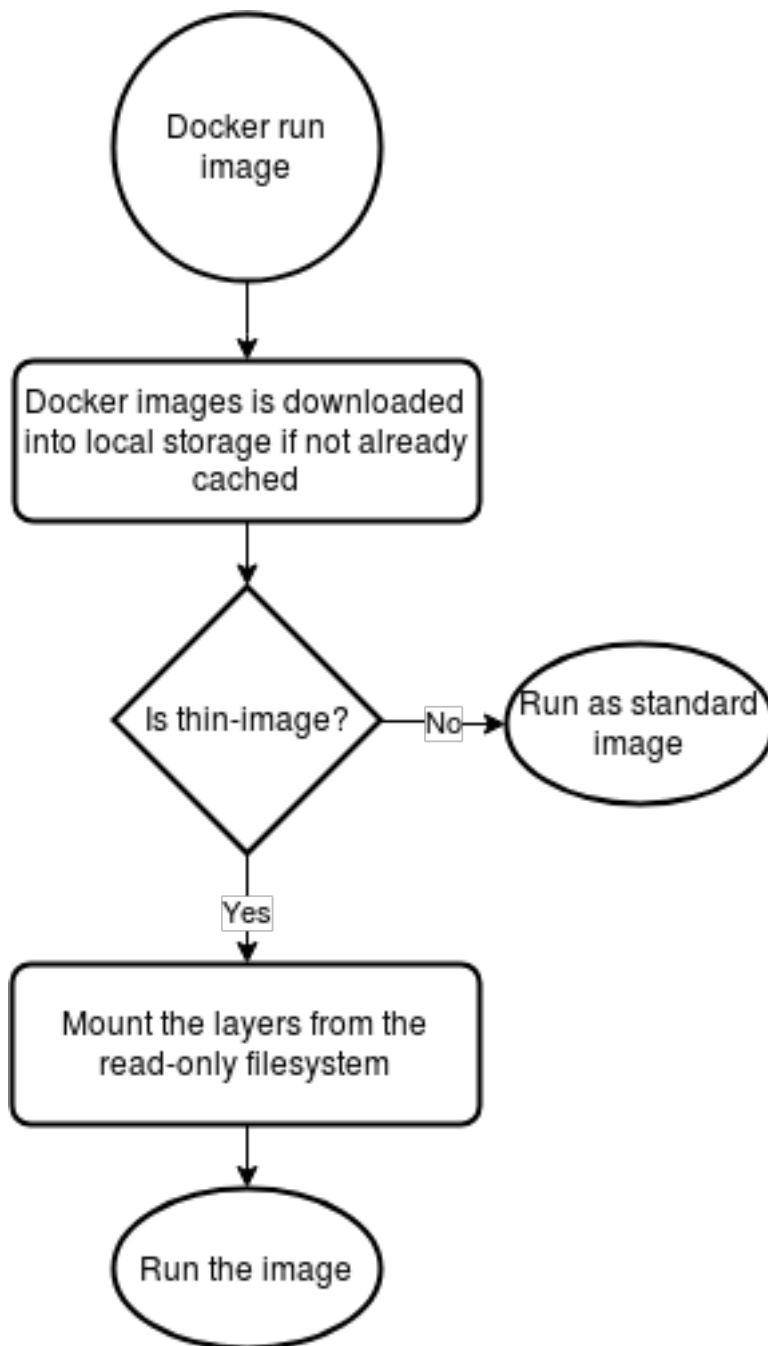 Docker run
image
Docker images is downloaded
into local storage if not already
cached
Is thin-image?
No
Run as standard
image
Yes
Mount the layers from the
read-only filesystem
Run the image